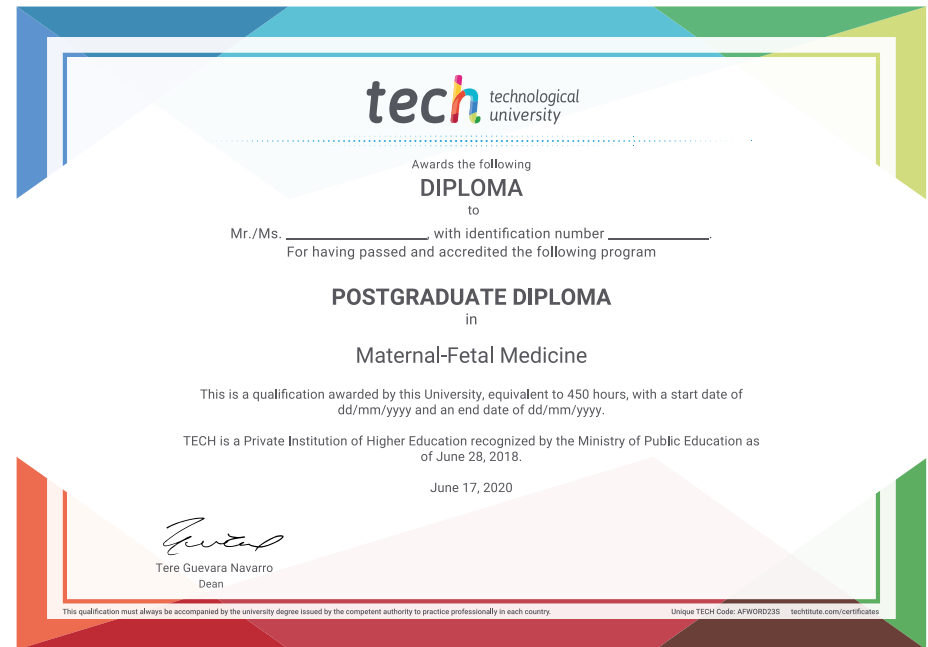 tech technological
university
Awards the following
DIPLOMA
to
Mr./Ms. ____________________, with identification number ______________.
For having passed and accredited the following program
POSTGRADUATE DIPLOMA
in
Maternal-Fetal Medicine
This is a qualification awarded by this University, equivalent to 450 hours, with a start date of
dd/mm/yyyy and an end date of dd/mm/yyyy.
TECH is a Private Institution of Higher Education recognized by the Ministry of Public Education as
of June 28, 2018.
June 17, 2020
Tere Guevara Navarro
Dean
This qualification must always be accompanied by the university degree issued by the competent authority to practice professionally in each country.
Unique TECH Code: AFWORD23S techtitute.com/certificates